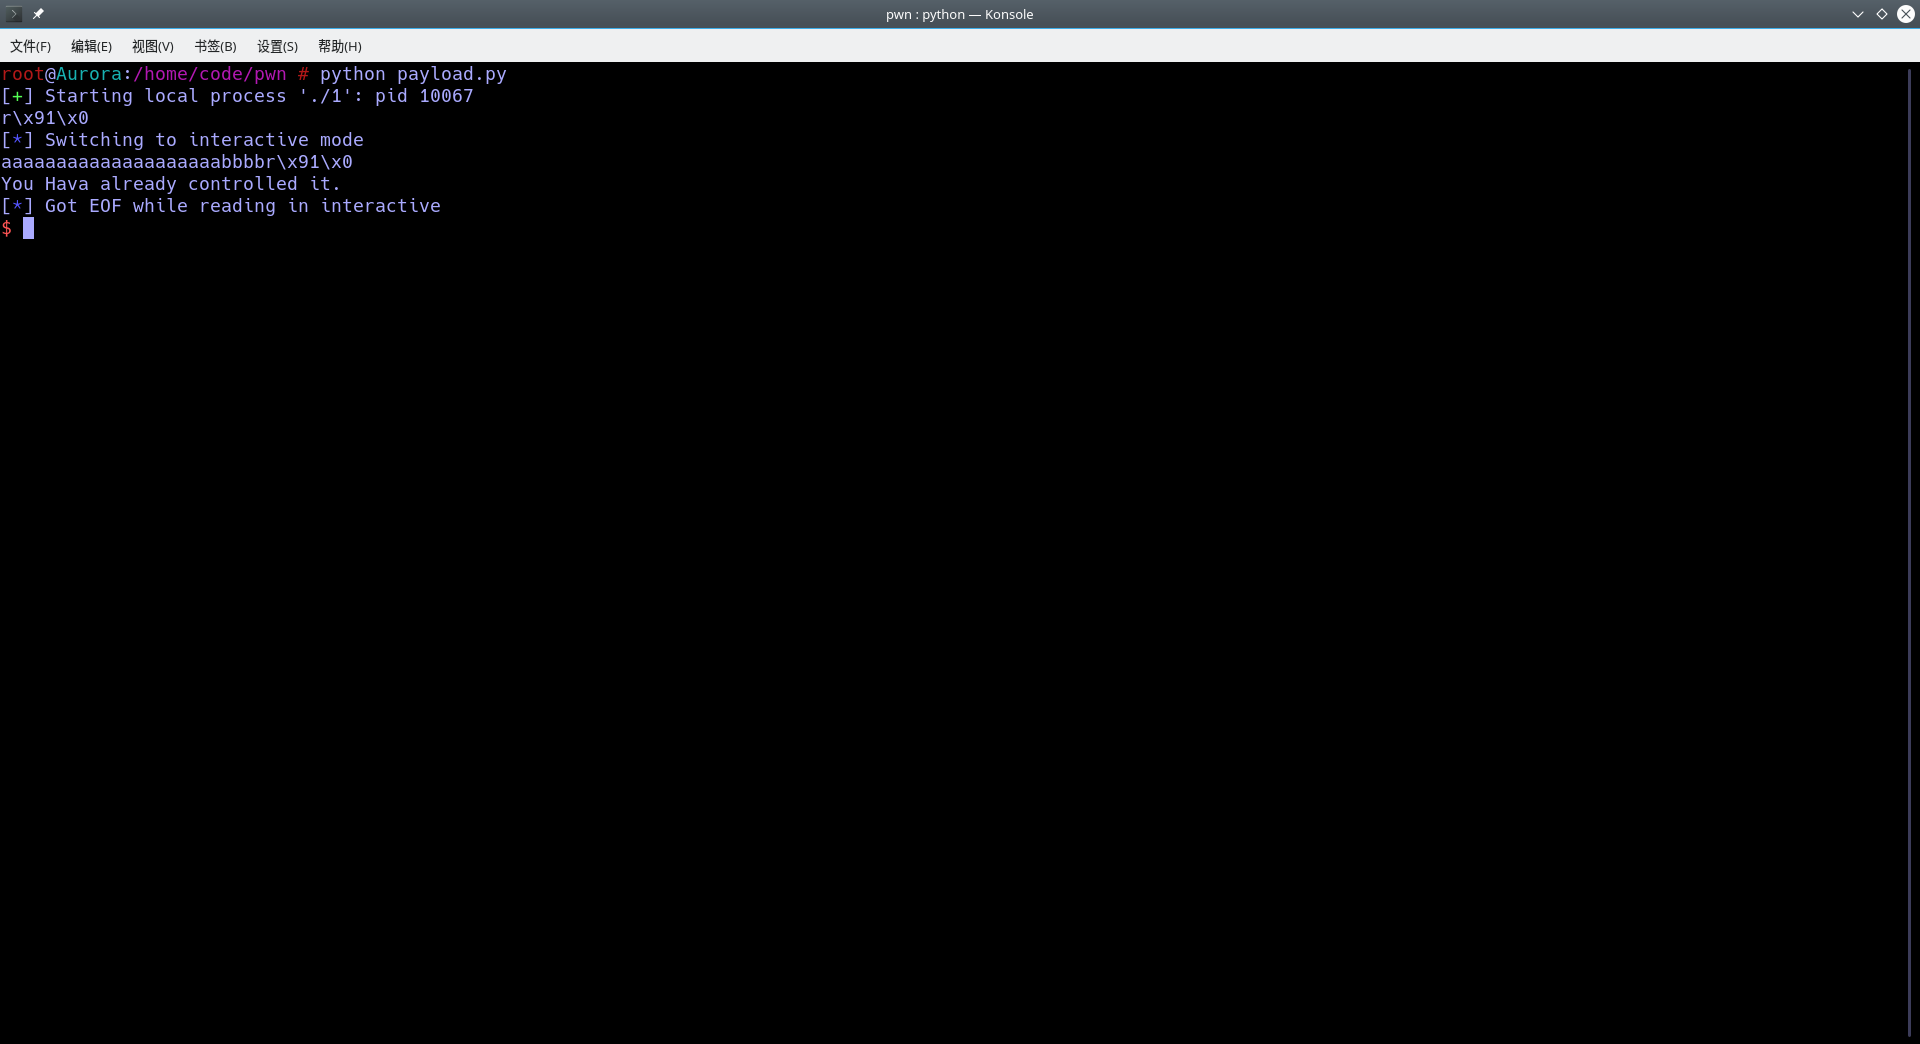 pwn : python — Konsole
文件(F) 编辑(E) 视图(V) 书签(B) 设置(S) 帮助(H)
root@Aurora:/home/code/pwn # python payload.py
[+] Starting local process './1': pid 10067
r\x91\x0
[*] Switching to interactive mode
aaaaaaaaaaaaaaaaaaaabbbbr\x91\x0
You Hava already controlled it.
[*] Got EOF while reading in interactive
$